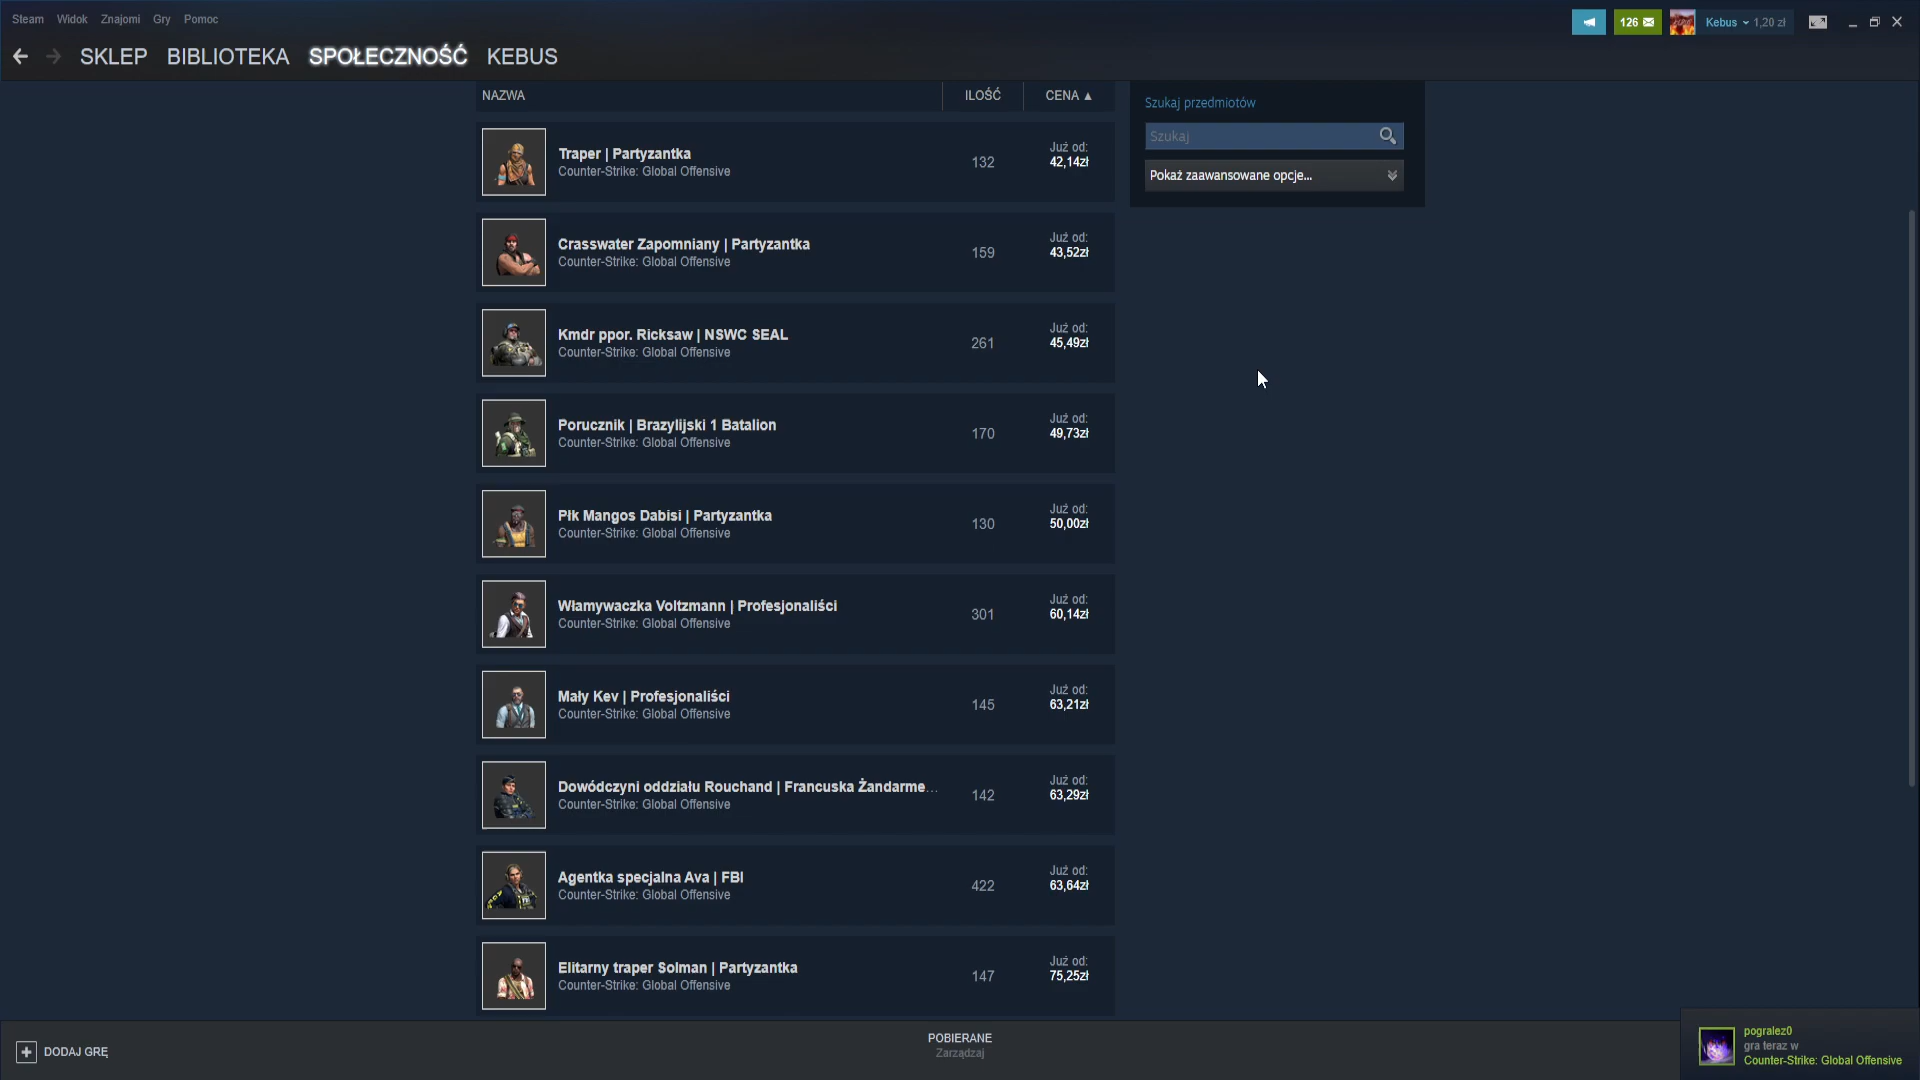 Steam Widok Znajomi Gry Pomoc
126 Kebus 1,20 zł
SKLEP BIBLIOTEKA SPOŁECZNOŚĆ KEBUS
NAZWA ILOŚĆ CENA ▲
Szukaj przedmiotów
Szukaj
Pokaż zaawansowane opcje...
Traper | Partyzantka
Counter-Strike: Global Offensive
132
Już od:
42,14zł
Crasswater Zapomniany | Partyzantka
Counter-Strike: Global Offensive
159
Już od:
43,52zł
Kmdr ppor. Ricksaw | NSWC SEAL
Counter-Strike: Global Offensive
261
Już od:
45,49zł
Porucznik | Brazylijski 1 Batalion
Counter-Strike: Global Offensive
170
Już od:
49,73zł
Płk Mangos Dabisi | Partyzantka
Counter-Strike: Global Offensive
130
Już od:
50,00zł
Włamywaczka Voltzmann | Profesjonaliści
Counter-Strike: Global Offensive
301
Już od:
60,14zł
Mały Kev | Profesjonaliści
Counter-Strike: Global Offensive
145
Już od:
63,21zł
Dowódczyni oddziału Rouchand | Francuska Żandarme...
Counter-Strike: Global Offensive
142
Już od:
63,29zł
Agentka specjalna Ava | FBI
Counter-Strike: Global Offensive
422
Już od:
63,64zł
Elitarny traper Solman | Partyzantka
Counter-Strike: Global Offensive
147
Już od:
75,25zł
DODAJ GRĘ
POBIERANE
Zarządzaj
pogralez0
gra teraz w
Counter-Strike: Global Offensive